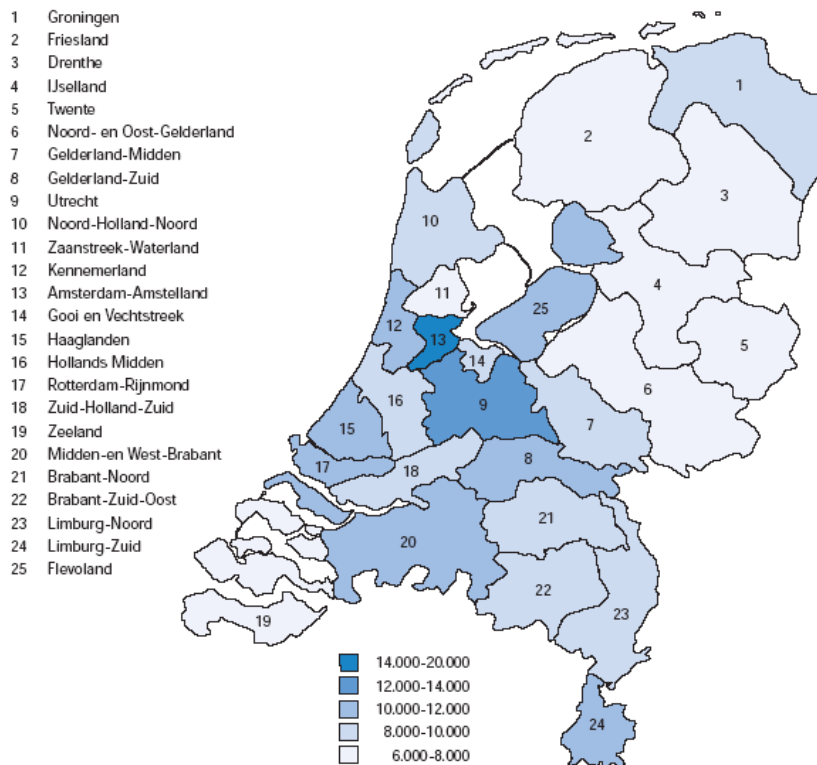 1 Groningen
2 Friesland
3 Drenthe
4 IJselland
5 Twente
6 Noord- en Oost-Gelderland
7 Gelderland-Midden
8 Gelderland-Zuid
9 Utrecht
10 Noord-Holland-Noord
11 Zaanstreek-Waterland
12 Kennemerland
13 Amsterdam-Amstelland
14 Gooi en Vechtstreek
15 Haaglanden
16 Hollands Midden
17 Rotterdam-Rijnmond
18 Zuid-Holland-Zuid
19 Zeeland
20 Midden-en West-Brabant
21 Brabant-Noord
22 Brabant-Zuid-Oost
23 Limburg-Noord
24 Limburg-Zuid
25 Flevoland
1
2
3
10
4
11
25
12
13
5
14
6
16
9
7
15
8
17
18
21
20
22
23
19
24
14.000-20.000
12.000-14.000
10.000-12.000
8.000-10.000
6.000-8.000